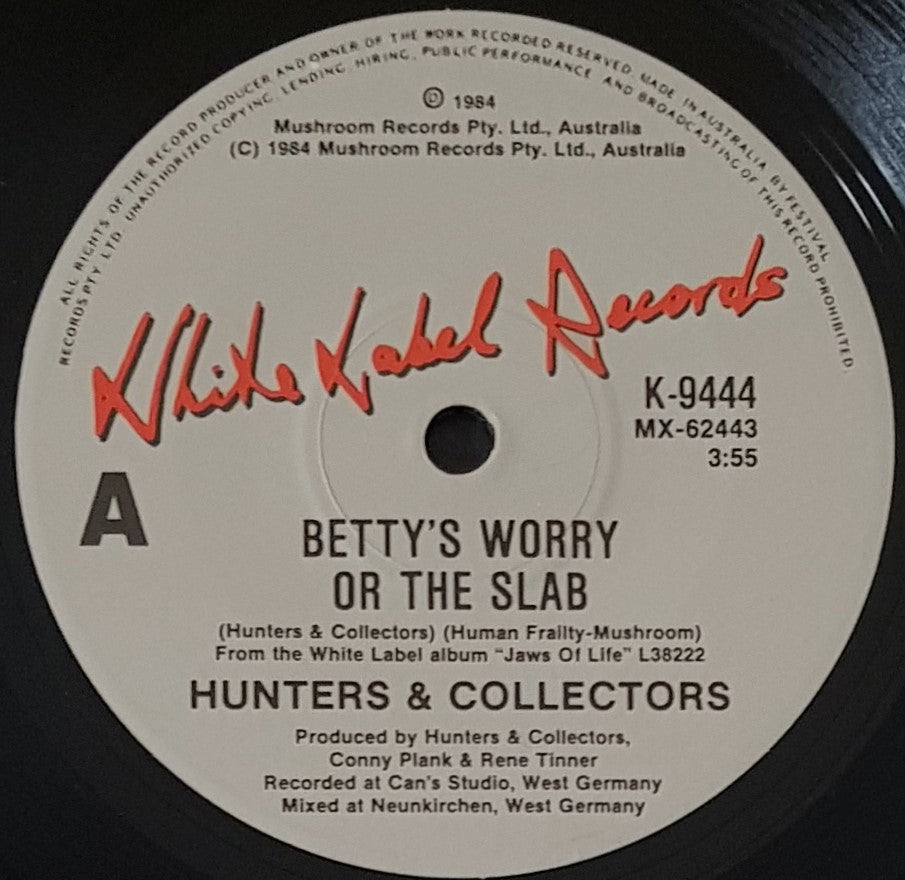 ALL RIGHTS OF THE RECORD PRODUCER AND OWNER OF THE WORK RECORDED RESERVED. MADE IN AUSTRALIA BY FESTIVAL
RECORDS PTY. LTD. UNAUTHORIZED COPYING, LENDING, HIRING, PUBLIC PERFORMANCE AND BROADCASTING OF THIS RECORD PROHIBITED.
℗ 1984
Mushroom Records Pty. Ltd., Australia
(C) 1984 Mushroom Records Pty. Ltd., Australia
White Label Records
K-9444
MX-62443
3:55
A
BETTY'S WORRY
OR THE SLAB
(Hunters & Collectors) (Human Frailty-Mushroom)
From the White Label album "Jaws Of Life" L38222
HUNTERS & COLLECTORS
Produced by Hunters & Collectors,
Conny Plank & Rene Tinner
Recorded at Can's Studio, West Germany
Mixed at Neunkirchen, West Germany